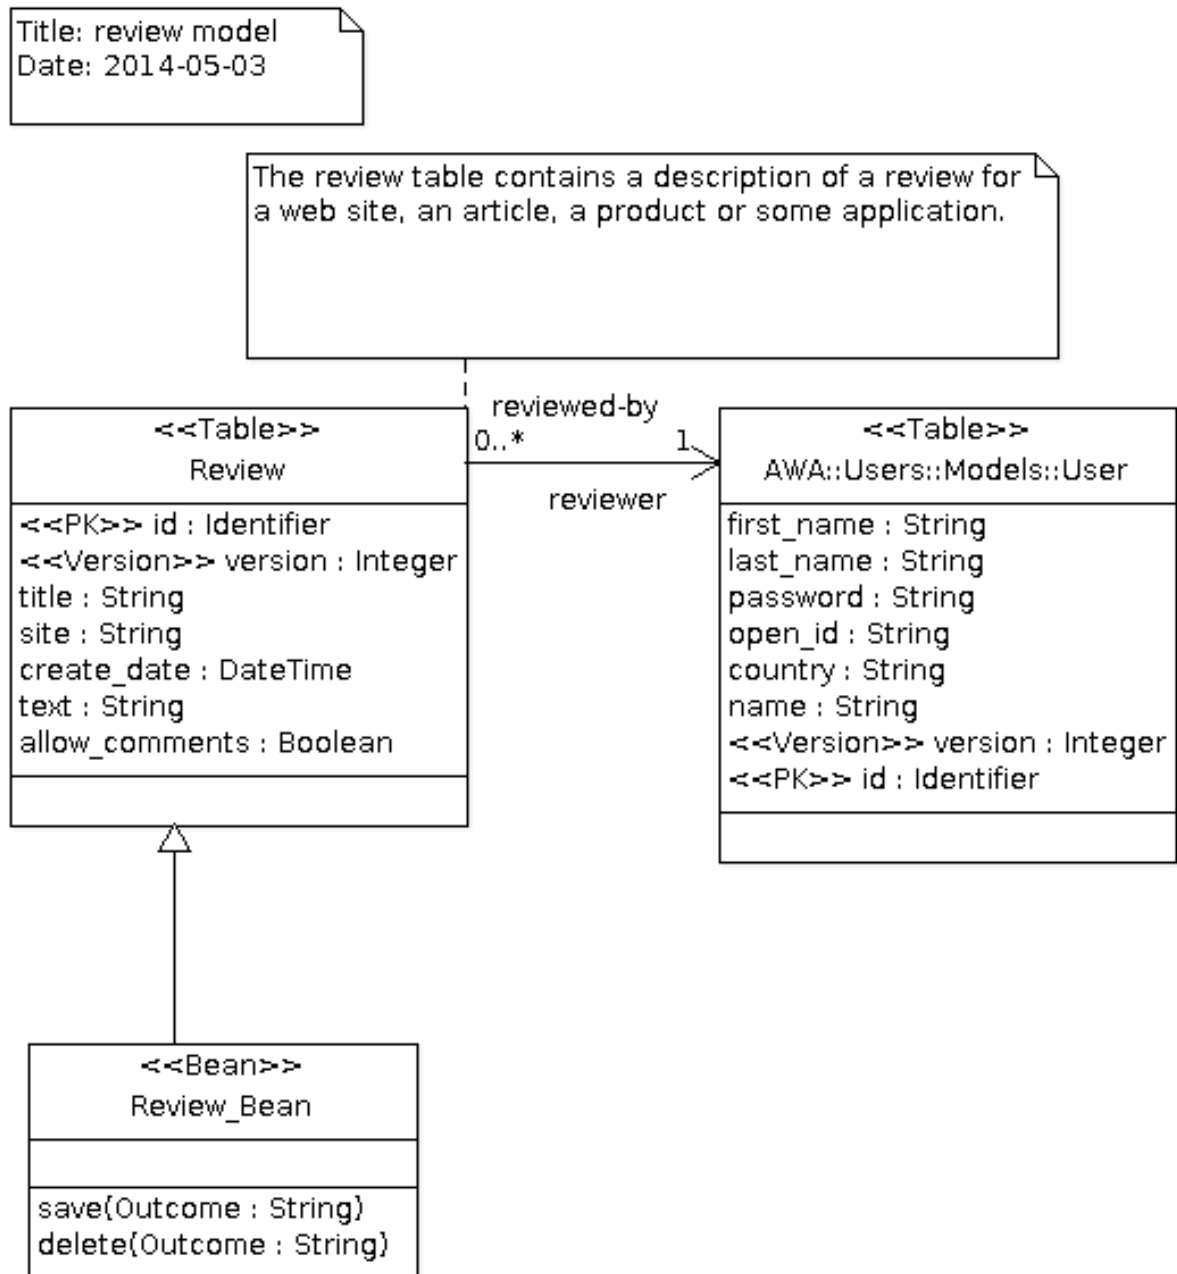 Title: review model
Date: 2014-05-03
The review table contains a description of a review for
a web site, an article, a product or some application.
reviewed-by
0..*
1
reviewer
<<Table>>
Review
<<PK>> id : Identifier
<<Version>> version : Integer
title : String
site : String
create_date : DateTime
text : String
allow_comments : Boolean
<<Table>>
AWA::Users::Models::User
first_name : String
last_name : String
password : String
open_id : String
country : String
name : String
<<Version>> version : Integer
<<PK>> id : Identifier
<<Bean>>
Review_Bean
save(Outcome : String)
delete(Outcome : String)